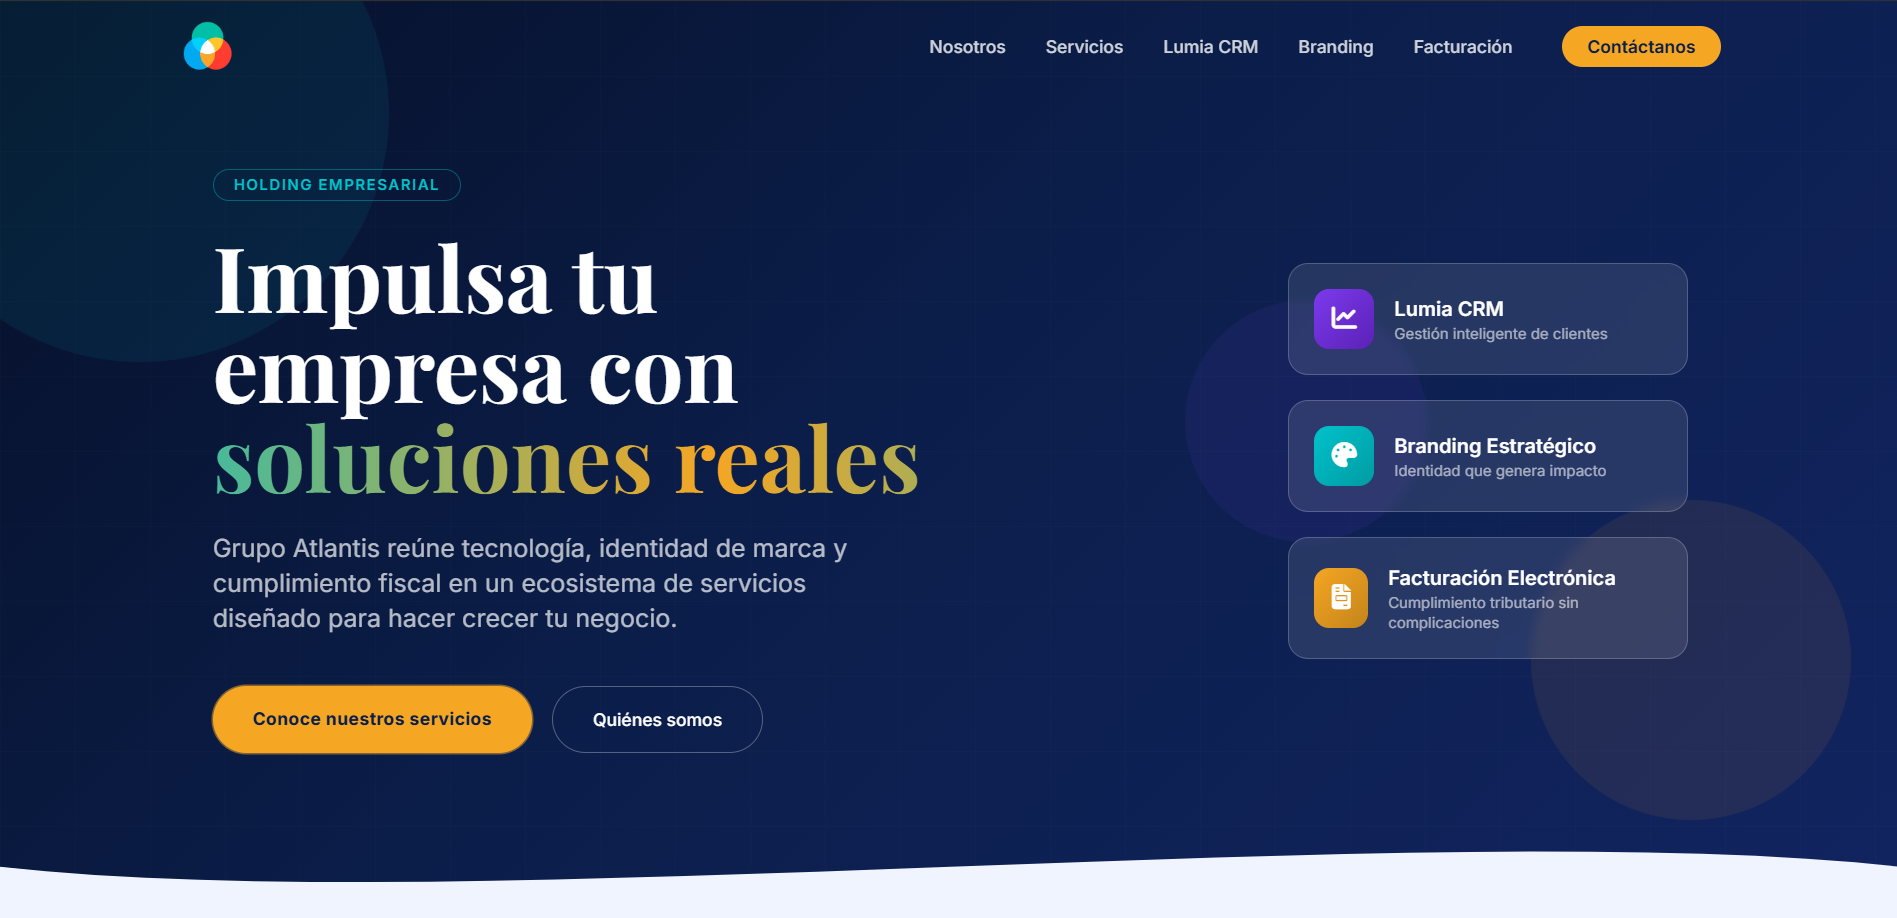 Nosotros
Servicios
Lumia CRM
Branding
Facturación
Contáctanos
HOLDING EMPRESARIAL
Impulsa tu
empresa con
soluciones reales
Grupo Atlantis reúne tecnología, identidad de marca y
cumplimiento fiscal en un ecosistema de servicios
diseñado para hacer crecer tu negocio.
Conoce nuestros servicios
Quiénes somos
Lumia CRM
Gestión inteligente de clientes
Branding Estratégico
Identidad que genera impacto
Facturación Electrónica
Cumplimiento tributario sin
complicaciones